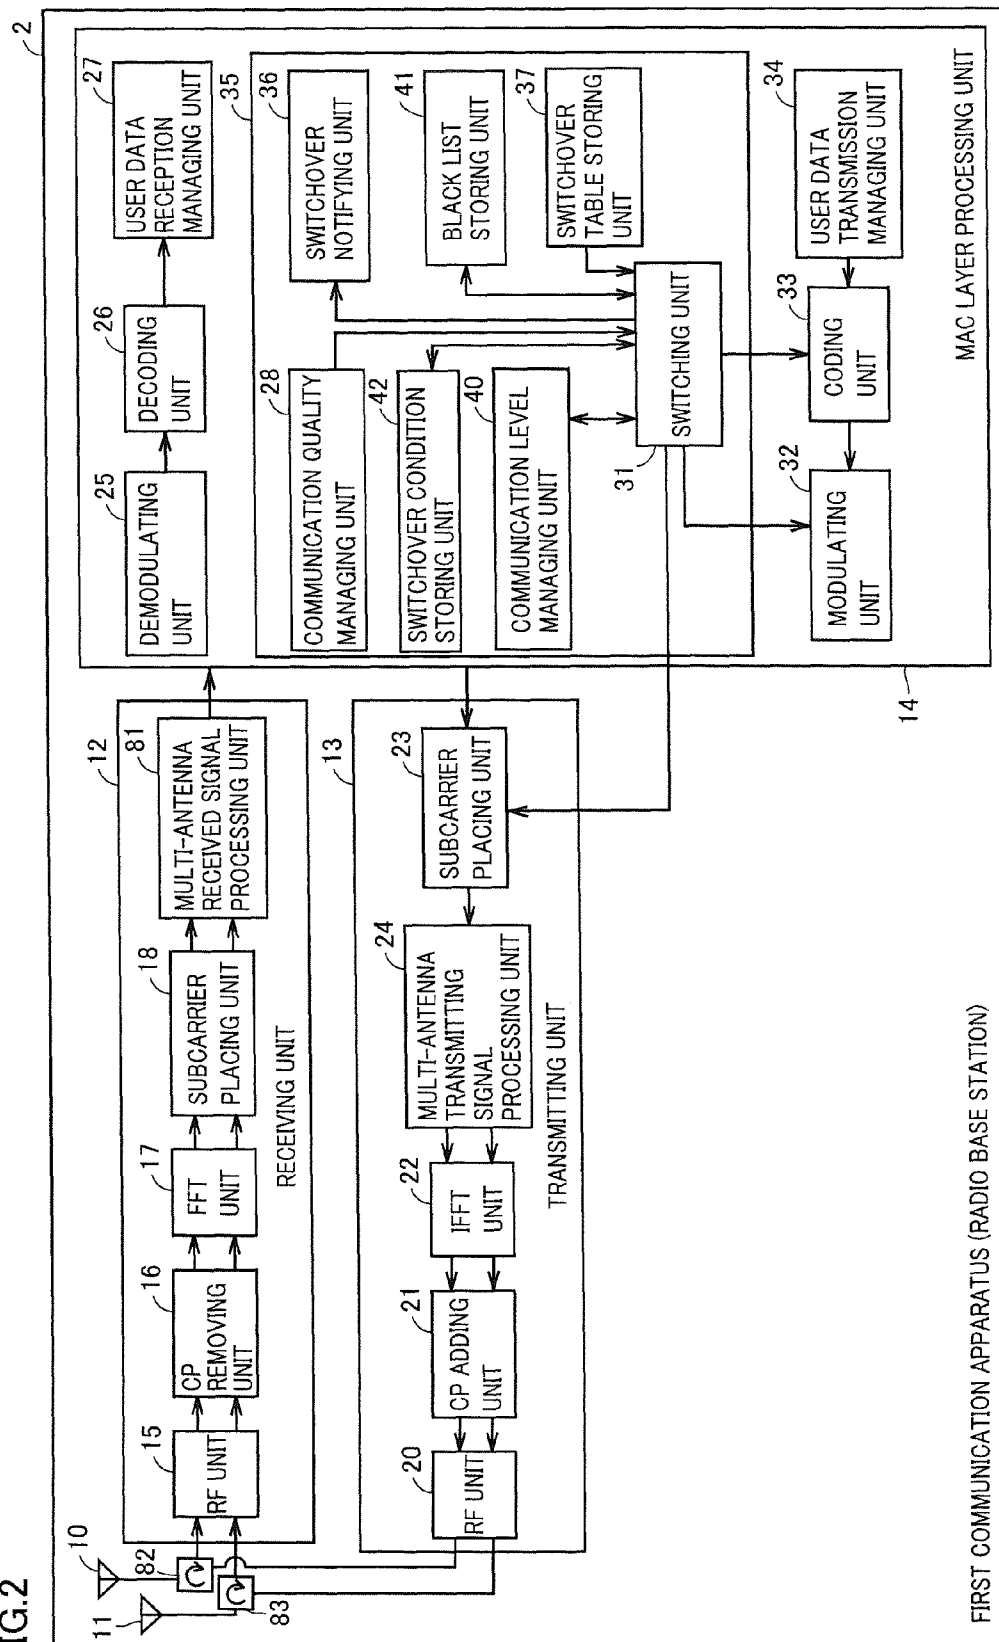 IG.2
2
10
11
82
83
12
15
RF UNIT
16
CP
REMOVING
UNIT
17
FFT
UNIT
18
SUBCARRIER
PLACING UNIT
81
MULTI-ANTENNA
RECEIVED SIGNAL
PROCESSING UNIT
RECEIVING UNIT
13
20
RF UNIT
21
CP ADDING
UNIT
22
IFFT
UNIT
24
MULTI-ANTENNA
TRANSMITTING
SIGNAL
PROCESSING UNIT
23
SUBCARRIER
PLACING UNIT
TRANSMITTING UNIT
14
25
DEMODULATING
UNIT
26
DECODING
UNIT
27
USER DATA
RECEPTION
MANAGING UNIT
35
28
COMMUNICATION QUALITY
MANAGING UNIT
36
SWITCHOVER
NOTIFYING UNIT
42
SWITCHOVER CONDITION
STORING UNIT
41
BLACK LIST
STORING UNIT
40
COMMUNICATION LEVEL
MANAGING UNIT
37
SWITCHOVER
TABLE STORING
UNIT
31
SWITCHING UNIT
32
MODULATING
UNIT
33
CODING
UNIT
34
USER DATA
TRANSMISSION
MANAGING UNIT
MAC LAYER PROCESSING UNIT
FIRST COMMUNICATION APPARATUS (RADIO BASE STATION)